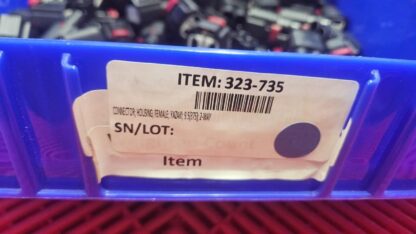 ITEM: 323-735
CONNECTOR, HOUSING, FEMALE, YAZAKI, 2-WAY
SN/LOT:
Item